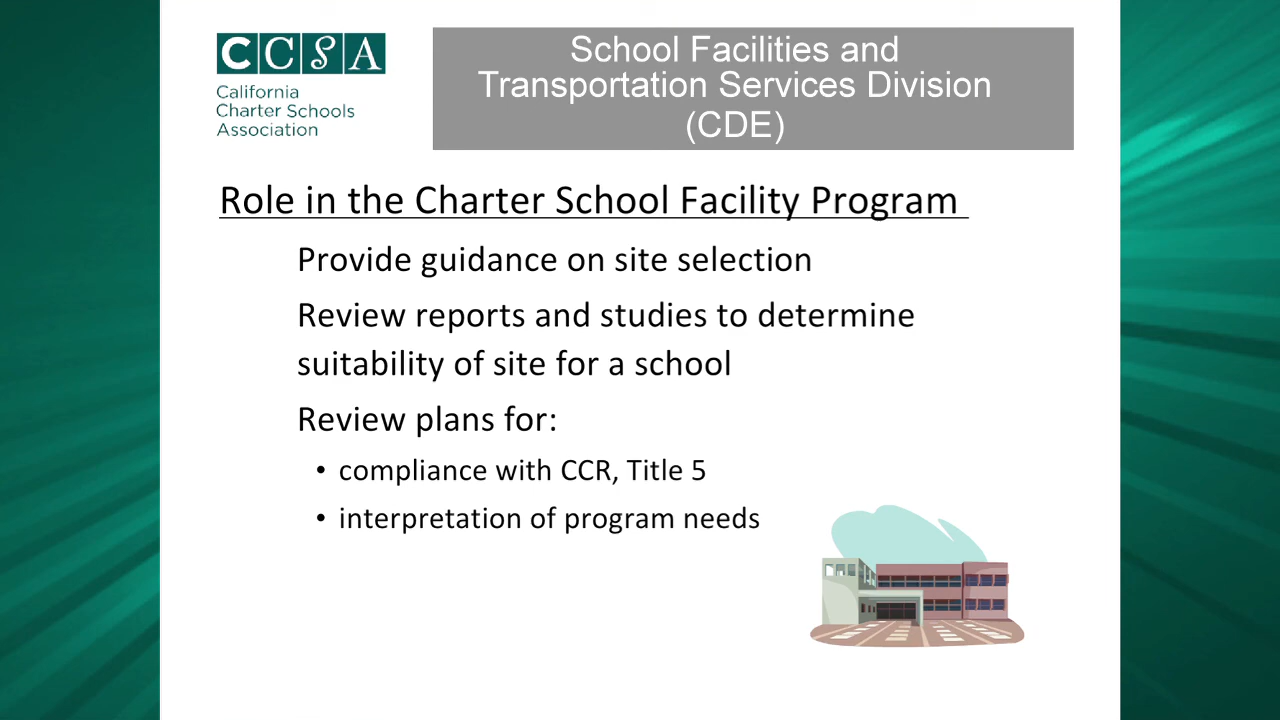 CCSA
California
Charter Schools
Association
School Facilities and
Transportation Services Division
(CDE)
Role in the Charter School Facility Program
Provide guidance on site selection
Review reports and studies to determine
suitability of site for a school
Review plans for:
• compliance with CCR, Title 5
• interpretation of program needs